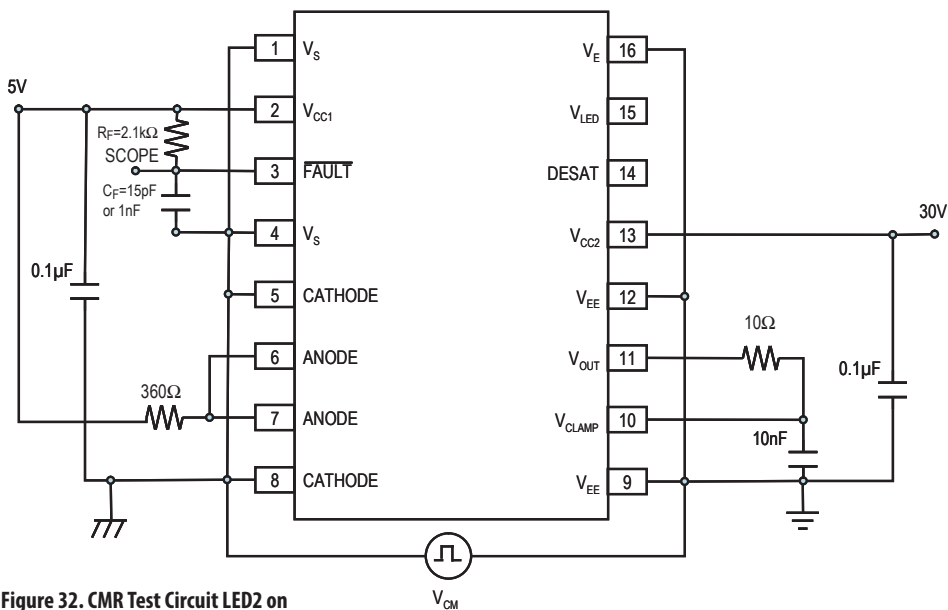 1 V_S
V_E 16
5V
2 V_CC1
V_LED 15
R_F=2.1kΩ
SCOPE
3 F̅A̅U̅L̅T̅
DESAT 14
C_F=15pF
or 1nF
4 V_S
V_CC2 13
30V
0.1µF
5 CATHODE
V_EE 12
10Ω
6 ANODE
V_OUT 11
0.1µF
360Ω
7 ANODE
V_CLAMP 10
10nF
8 CATHODE
V_EE 9
V_CM
Figure 32. CMR Test Circuit LED2 on